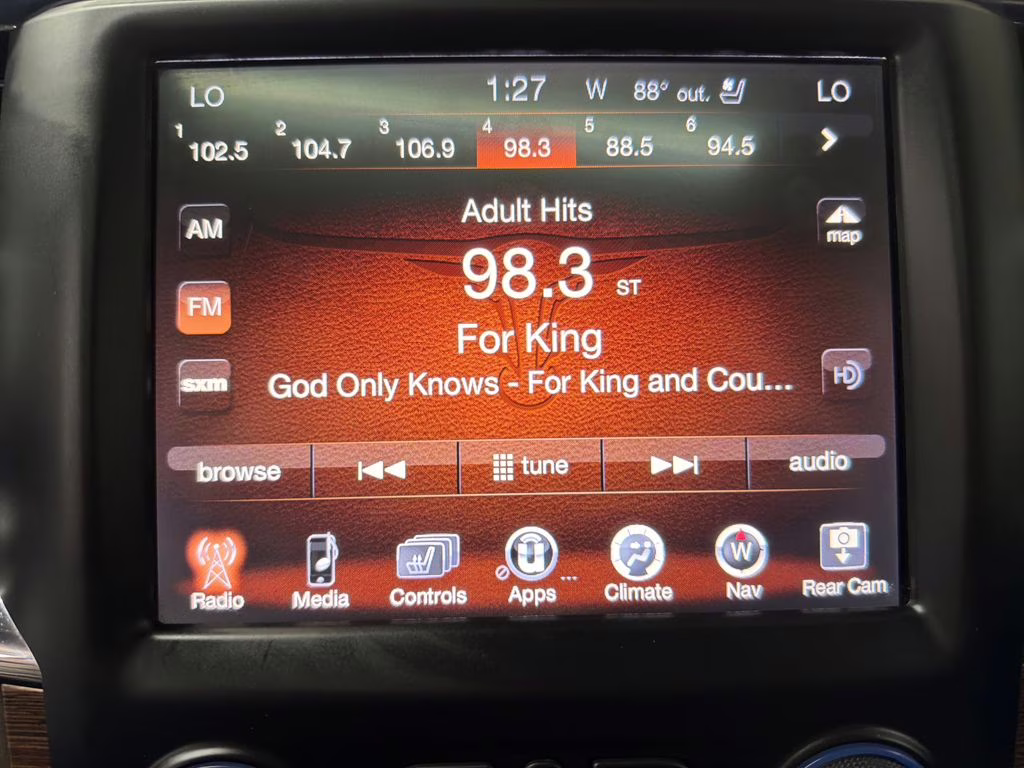 LO 1:27 W 88° out. LO
1 102.5 2 104.7 3 106.9 4 98.3 5 88.5 6 94.5
Adult Hits
AM
map
98.3 ST
FM
For King
God Only Knows - For King and Cou...
sxm
HD
browse tune audio
W
Radio Media Controls Apps Climate Nav Rear Cam